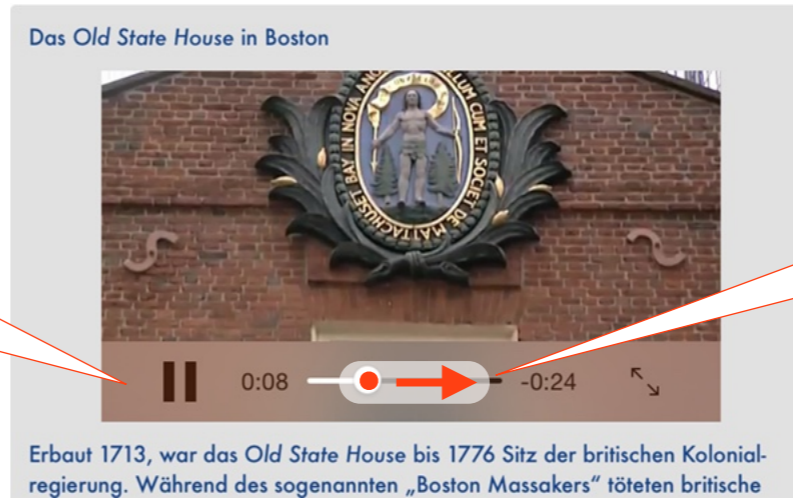 Das Old State House in Boston
MATTACHUSET BAY IN NOVA ANG
ELLUM CUM ET SOCIET DE
0:08
-0:24
Erbaut 1713, war das Old State House bis 1776 Sitz der britischen Kolonial-
regierung. Während des sogenannten „Boston Massakers“ töteten britische